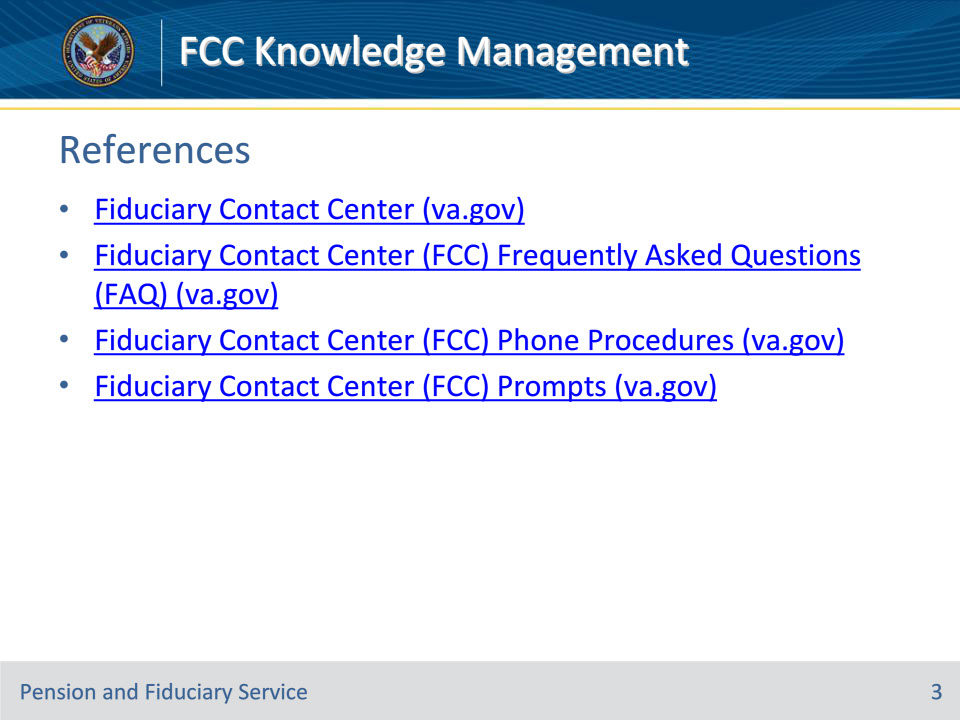 FCC Knowledge Management
References
• Fiduciary Contact Center (va.gov)
• Fiduciary Contact Center (FCC) Frequently Asked Questions
(FAQ) (va.gov)
• Fiduciary Contact Center (FCC) Phone Procedures (va.gov)
• Fiduciary Contact Center (FCC) Prompts (va.gov)
Pension and Fiduciary Service
3